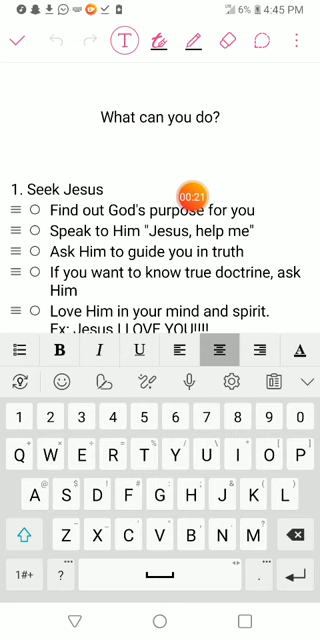 6% 4:45 PM
T
What can you do?
1. Seek Jesus
00:21
Find out God's purpose for you
Speak to Him "Jesus, help me"
Ask Him to guide you in truth
If you want to know true doctrine, ask
Him
Love Him in your mind and spirit.
Ex: Jesus I LOVE YOU!!!!
B I U A
1 2 3 4 5 6 7 8 9 0
Q W E R T Y U I O P
A S D F G H J K L
Z X C V B N M
1#+ ? .